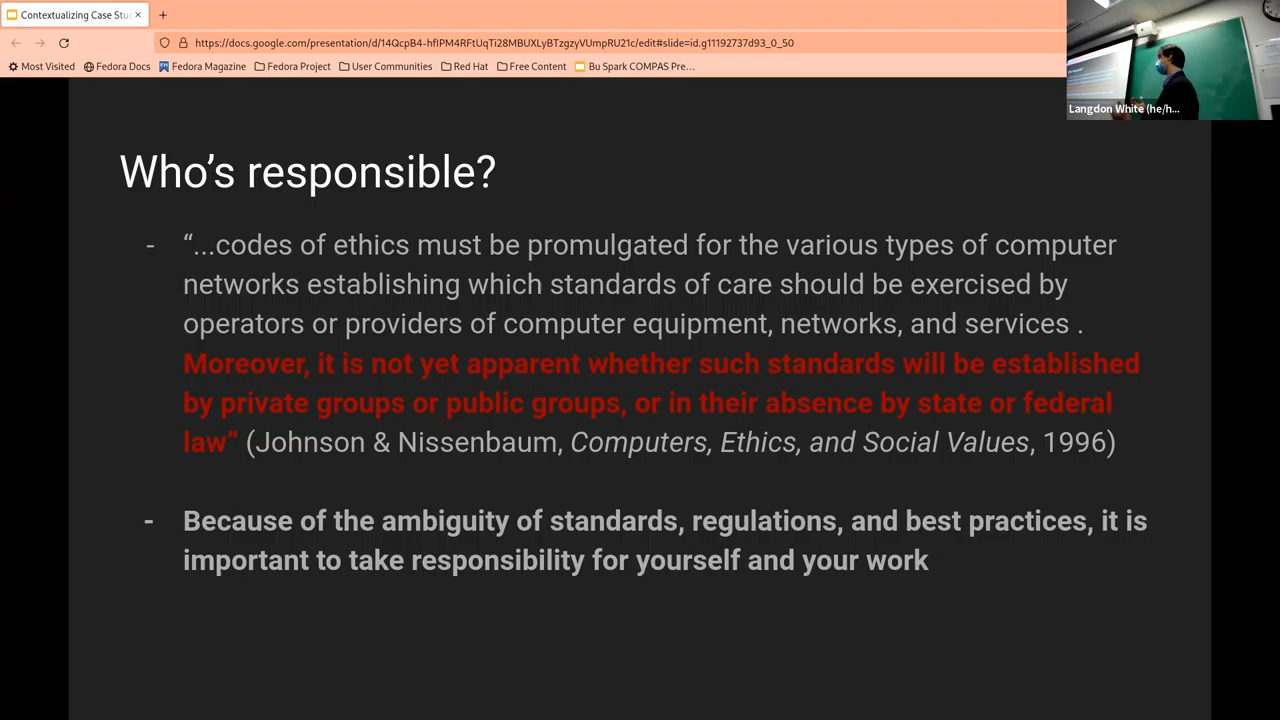 Contextualizing Case Stu
https://docs.google.com/presentation/d/14QcpB4-hfIPM4RFtUqTi28MBUXLyBTzgzyVUmpRU21c/edit#slide=id.g11192737d93_0_50
Most Visited Fedora Docs Fedora Magazine Fedora Project User Communities Red Hat Free Content Bu Spark COMPAS Pre…
Langdon White (he/h...
Who's responsible?
- “...codes of ethics must be promulgated for the various types of computer
networks establishing which standards of care should be exercised by
operators or providers of computer equipment, networks, and services .
Moreover, it is not yet apparent whether such standards will be established
by private groups or public groups, or in their absence by state or federal
law” (Johnson & Nissenbaum, Computers, Ethics, and Social Values, 1996)
- Because of the ambiguity of standards, regulations, and best practices, it is
important to take responsibility for yourself and your work